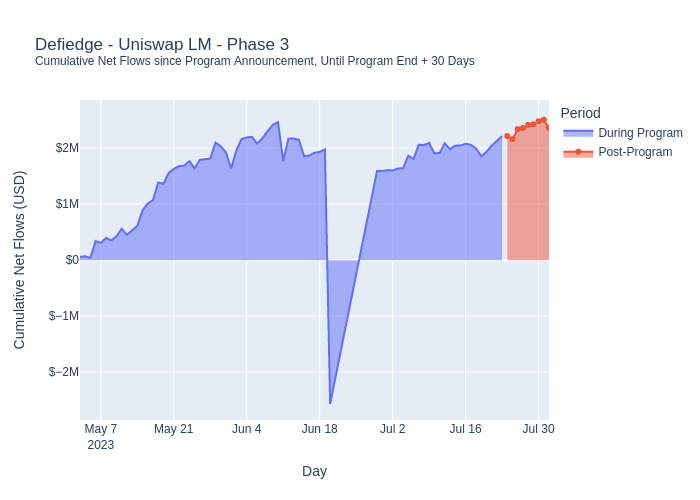 Defiedge - Uniswap LM - Phase 3
Cumulative Net Flows since Program Announcement, Until Program End + 30 Days
Period
During Program
Post-Program
Cumulative Net Flows (USD)
$2M
$1M
$0
$−1M
$−2M
May 7
2023
May 21
Jun 4
Jun 18
Jul 2
Jul 16
Jul 30
Day